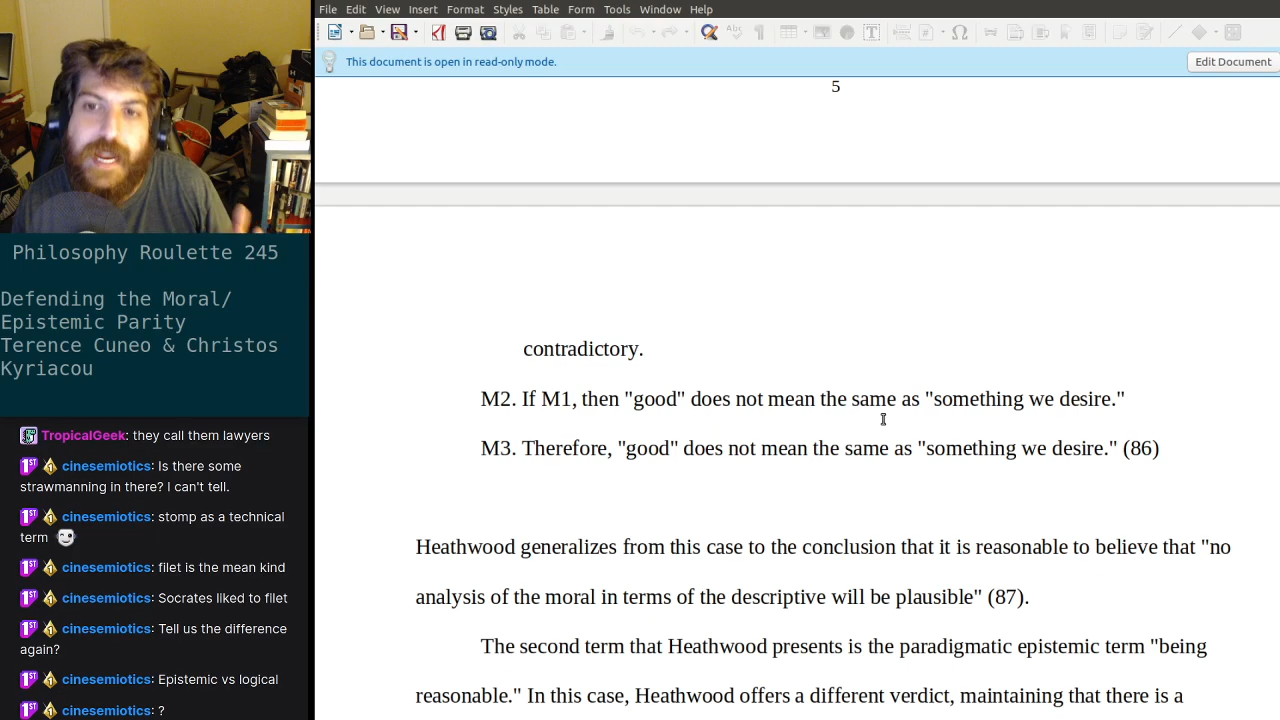 File Edit View Insert Format Styles Table Form Tools Window Help
This document is open in read-only mode.
Edit Document
5
contradictory.
M2. If M1, then "good" does not mean the same as "something we desire."
M3. Therefore, "good" does not mean the same as "something we desire." (86)
Heathwood generalizes from this case to the conclusion that it is reasonable to believe that "no
analysis of the moral in terms of the descriptive will be plausible" (87).
The second term that Heathwood presents is the paradigmatic epistemic term "being
reasonable." In this case, Heathwood offers a different verdict, maintaining that there is a
Philosophy Roulette 245
Defending the Moral/
Epistemic Parity
Terence Cuneo & Christos
Kyriacou
TropicalGeek: they call them lawyers
cinesemiotics: Is there some
strawmanning in there? I can't tell.
cinesemiotics: stomp as a technical
term
cinesemiotics: filet is the mean kind
cinesemiotics: Socrates liked to filet
cinesemiotics: Tell us the difference
again?
cinesemiotics: Epistemic vs logical
cinesemiotics: ?